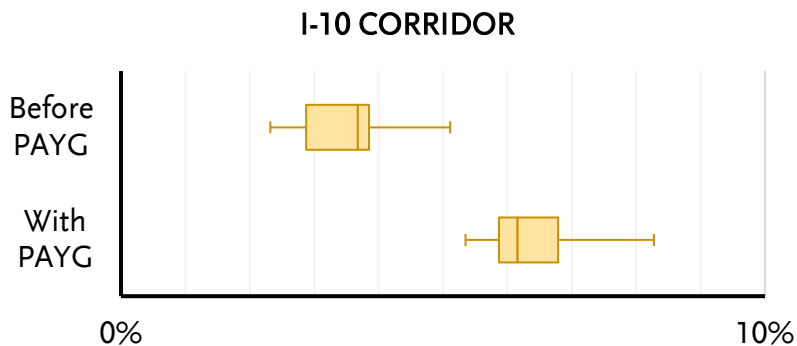 I-10 CORRIDOR
Before
PAYG
With
PAYG
0%
10%